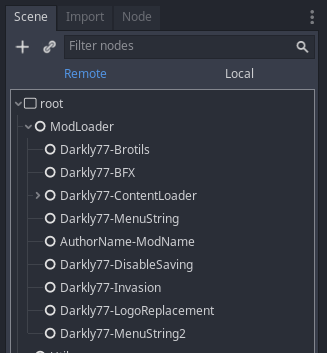 Scene Import Node
Filter nodes
Remote Local
root
ModLoader
Darkly77-Brotils
Darkly77-BFX
Darkly77-ContentLoader
Darkly77-MenuString
AuthorName-ModName
Darkly77-DisableSaving
Darkly77-Invasion
Darkly77-LogoReplacement
Darkly77-MenuString2